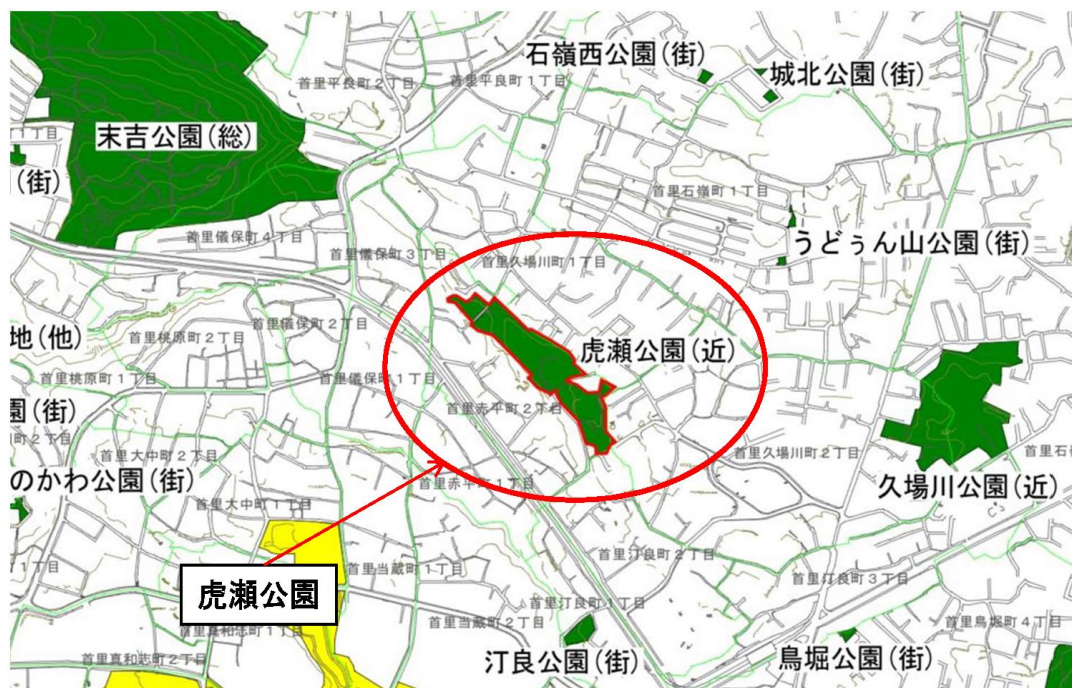 石嶺西公園(街)
城北公園(街)
首里平良町2丁目
首里平良町1丁目
末吉公園(総)
(街)
首里石嶺町1丁目
うどぅん山公園(街)
首里儀保町4丁目
首里儀保町3丁目
首里久場川町1丁目
地(他)
首里桃原町2丁目
首里儀保町2丁目
虎瀬公園(近)
首里桃原町1丁目
首里儀保町1丁目
園(街)
首里赤平町2丁目
町2丁目
首里大中町2丁目
首里久場川町2丁目
首里石嶺
のかわ公園(街)
首里赤平町1丁目
久場川公園(近)
首里大中町1丁目
首里汀良町2丁目
1丁目
首里当蔵町1丁目
首里汀良町3丁目
虎瀬公園
首里汀良町1丁目
首里真和志町1丁目
首里当蔵町2丁目
首里鳥堀町4丁目
首里真和志町2丁目
汀良公園(街)
鳥堀公園(街)